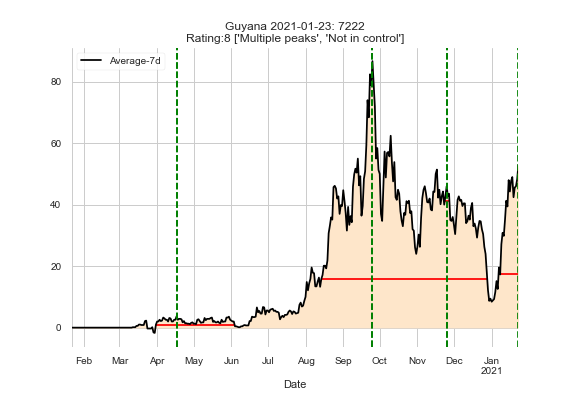 Guyana 2021-01-23: 7222
Rating:8 ['Multiple peaks', 'Not in control']
Average-7d
80
60
40
20
0
Feb Mar Apr May Jun Jul Aug Sep Oct Nov Dec Jan
2021
Date